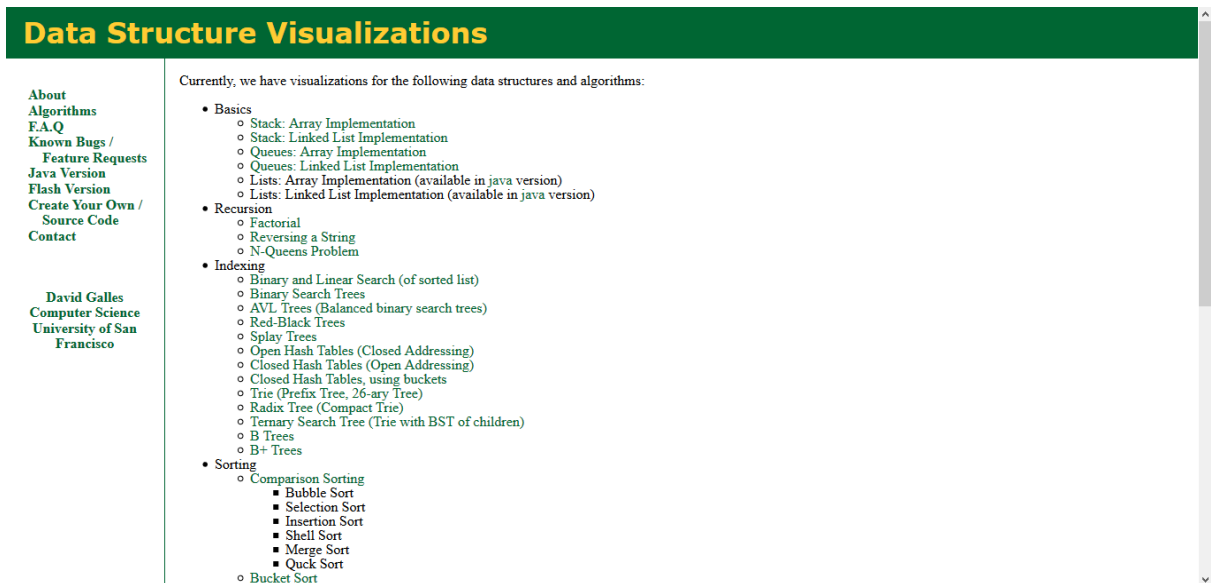 Data Structure Visualizations
About
Algorithms
F.A.Q
Known Bugs /
Feature Requests
Java Version
Flash Version
Create Your Own /
Source Code
Contact
David Galles
Computer Science
University of San
Francisco
Currently, we have visualizations for the following data structures and algorithms:
Basics
Stack: Array Implementation
Stack: Linked List Implementation
Queues: Array Implementation
Queues: Linked List Implementation
Lists: Array Implementation (available in java version)
Lists: Linked List Implementation (available in java version)
Recursion
Factorial
Reversing a String
N-Queens Problem
Indexing
Binary and Linear Search (of sorted list)
Binary Search Trees
AVL Trees (Balanced binary search trees)
Red-Black Trees
Splay Trees
Open Hash Tables (Closed Addressing)
Closed Hash Tables (Open Addressing)
Closed Hash Tables, using buckets
Trie (Prefix Tree, 26-ary Tree)
Radix Tree (Compact Trie)
Ternary Search Tree (Trie with BST of children)
B Trees
B+ Trees
Sorting
Comparison Sorting
Bubble Sort
Selection Sort
Insertion Sort
Shell Sort
Merge Sort
Quck Sort
Bucket Sort